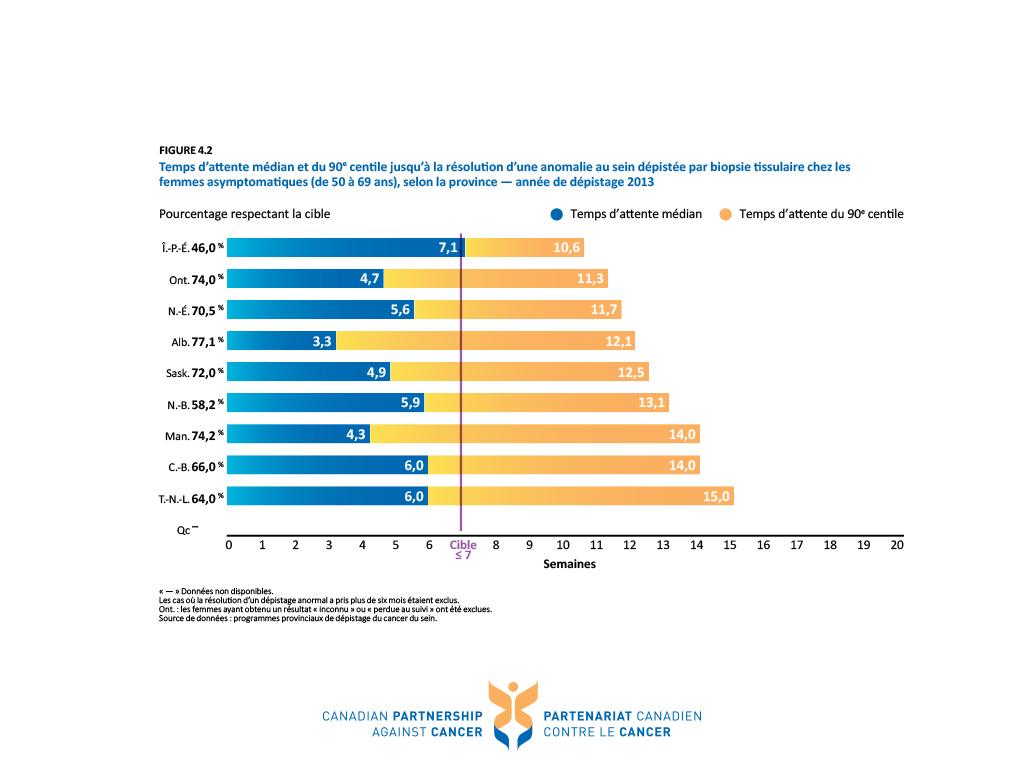 FIGURE 4.2
Temps d’attente médian et du 90e centile jusqu’à la résolution d’une anomalie au sein dépistée par biopsie tissulaire chez les
femmes asymptomatiques (de 50 à 69 ans), selon la province — année de dépistage 2013
Pourcentage respectant la cible
Temps d’attente médian
Temps d’attente du 90e centile
Î.-P.-É. 46,0 % 7,1 10,6
Ont. 74,0 % 4,7 11,3
N.-É. 70,5 % 5,6 11,7
Alb. 77,1 % 3,3 12,1
Sask. 72,0 % 4,9 12,5
N.-B. 58,2 % 5,9 13,1
Man. 74,2 % 4,3 14,0
C.-B. 66,0 % 6,0 14,0
T.-N.-L. 64,0 % 6,0 15,0
Qc —
0 1 2 3 4 5 6 Cible 8 9 10 11 12 13 14 15 16 17 18 19 20
≤ 7
Semaines
« — » Données non disponibles.
Les cas où la résolution d’un dépistage anormal a pris plus de six mois étaient exclus.
Ont. : les femmes ayant obtenu un résultat « inconnu » ou « perdue au suivi » ont été exclues.
Source de données : programmes provinciaux de dépistage du cancer du sein.
CANADIAN PARTNERSHIP
AGAINST CANCER
PARTENARIAT CANADIEN
CONTRE LE CANCER